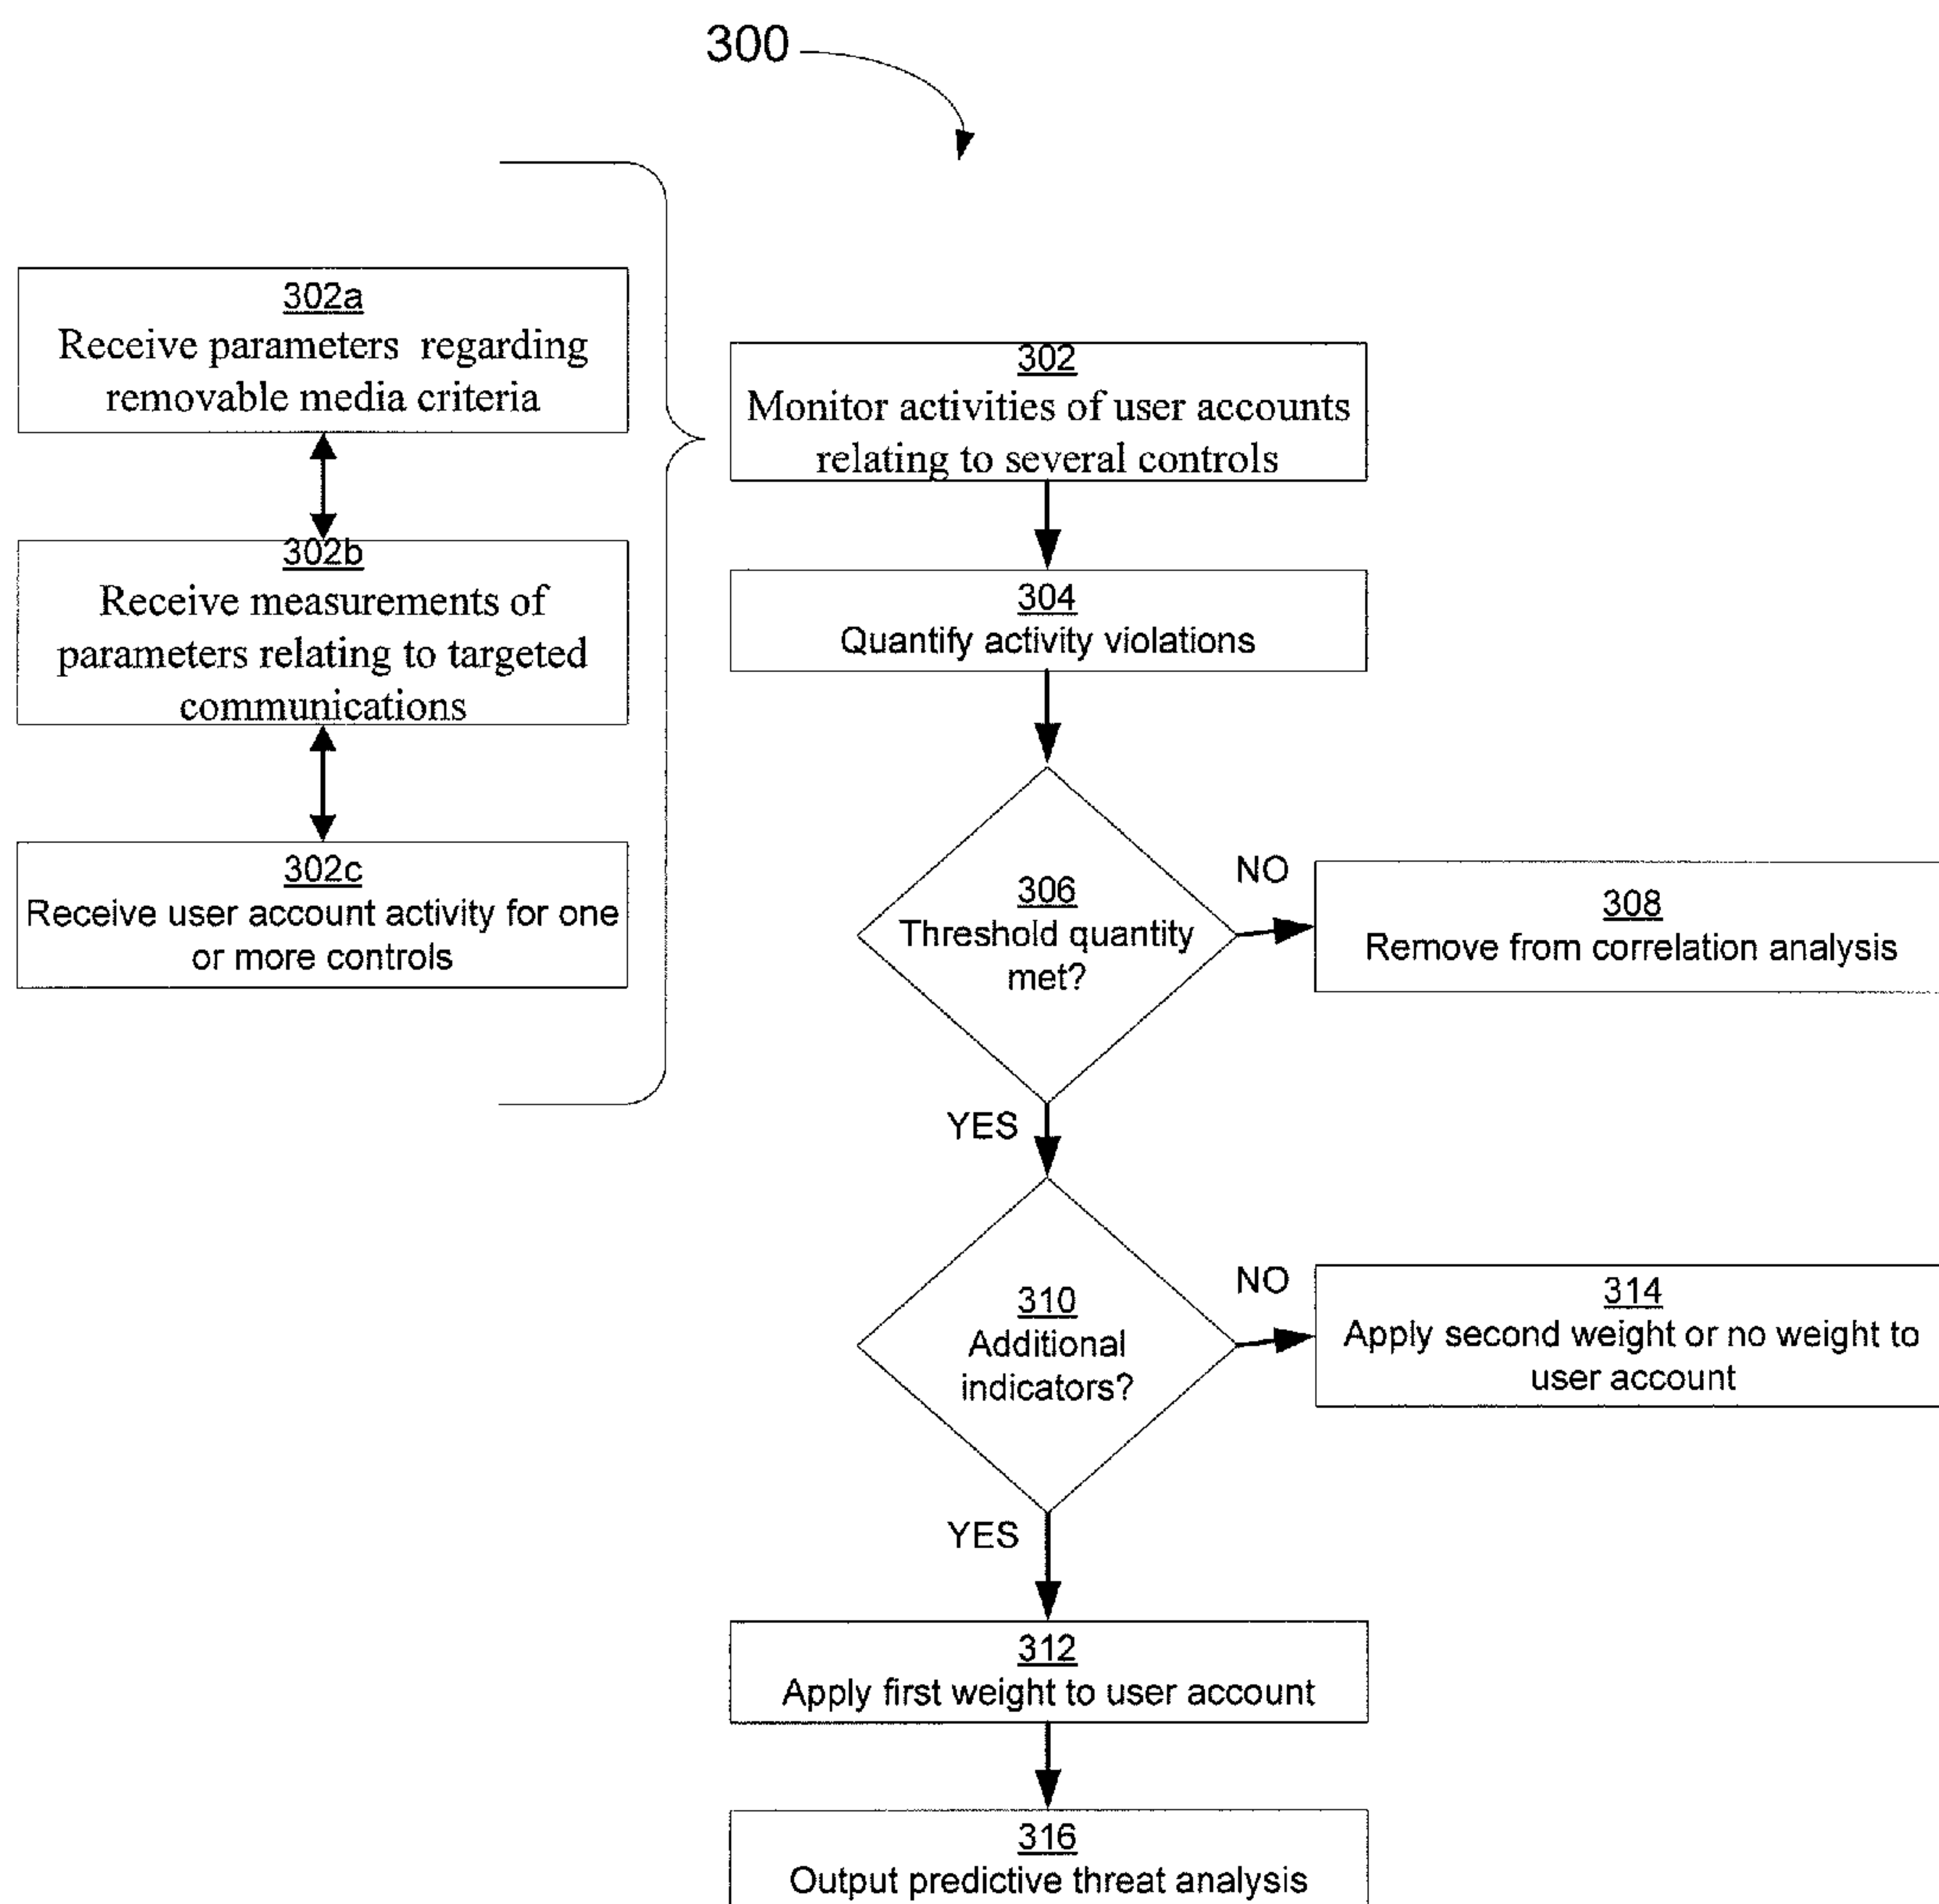 300
302a
Receive parameters regarding
removable media criteria
302b
Receive measurements of
parameters relating to targeted
communications
302c
Receive user account activity for one
or more controls
302
Monitor activities of user accounts
relating to several controls
304
Quantify activity violations
306
Threshold quantity
met?
NO
308
Remove from correlation analysis
YES
310
Additional
indicators?
NO
314
Apply second weight or no weight to
user account
YES
312
Apply first weight to user account
316
Output predictive threat analysis